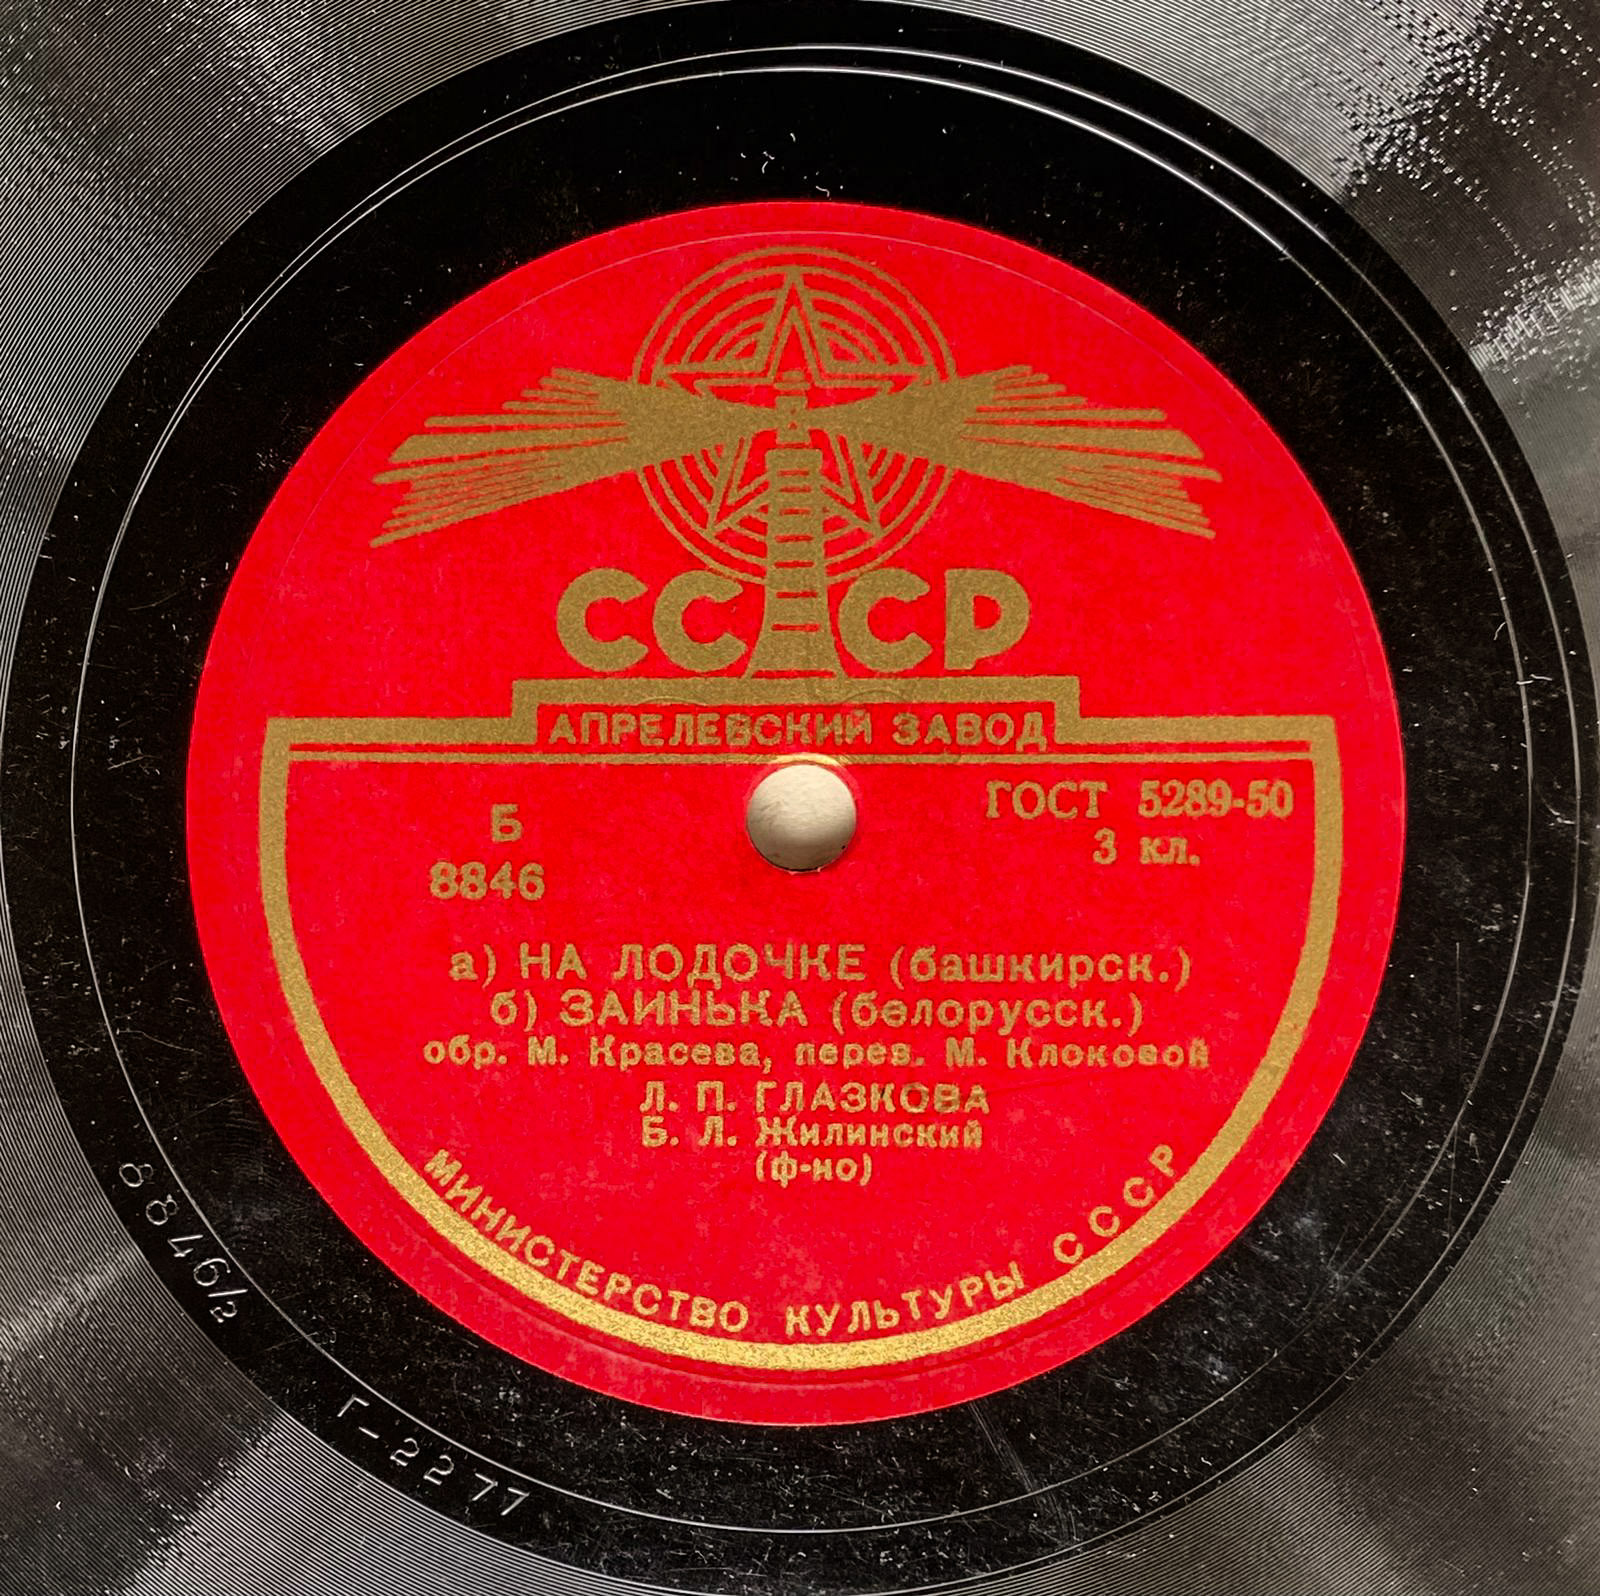 СССР
АПРЕЛЕВСКИЙ ЗАВОД
ГОСТ 5289-50
3 кл.
Б
8846
а) НА ЛОДОЧКЕ (башкирск.)
б) ЗАИНЬКА (белорусск.)
обр. М. Красева, перев. М. Клоковой
Л. П. ГЛАЗКОВА
Б. Л. Жилинский
(ф-но)
МИНИСТЕРСТВО КУЛЬТУРЫ СССР
8846/2
Г-2271